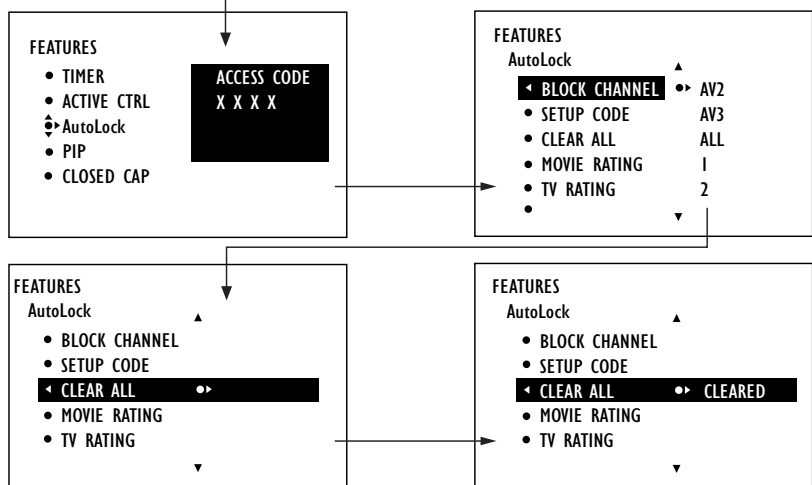 FEATURES
• TIMER
• ACTIVE CTRL
AutoLock
• PIP
• CLOSED CAP
ACCESS CODE
X X X X
FEATURES
AutoLock
BLOCK CHANNEL AV2
• SETUP CODE AV3
• CLEAR ALL ALL
• MOVIE RATING 1
• TV RATING 2
•
FEATURES
AutoLock
• BLOCK CHANNEL
• SETUP CODE
CLEAR ALL
• MOVIE RATING
• TV RATING
FEATURES
AutoLock
• BLOCK CHANNEL
• SETUP CODE
CLEAR ALL CLEARED
• MOVIE RATING
• TV RATING